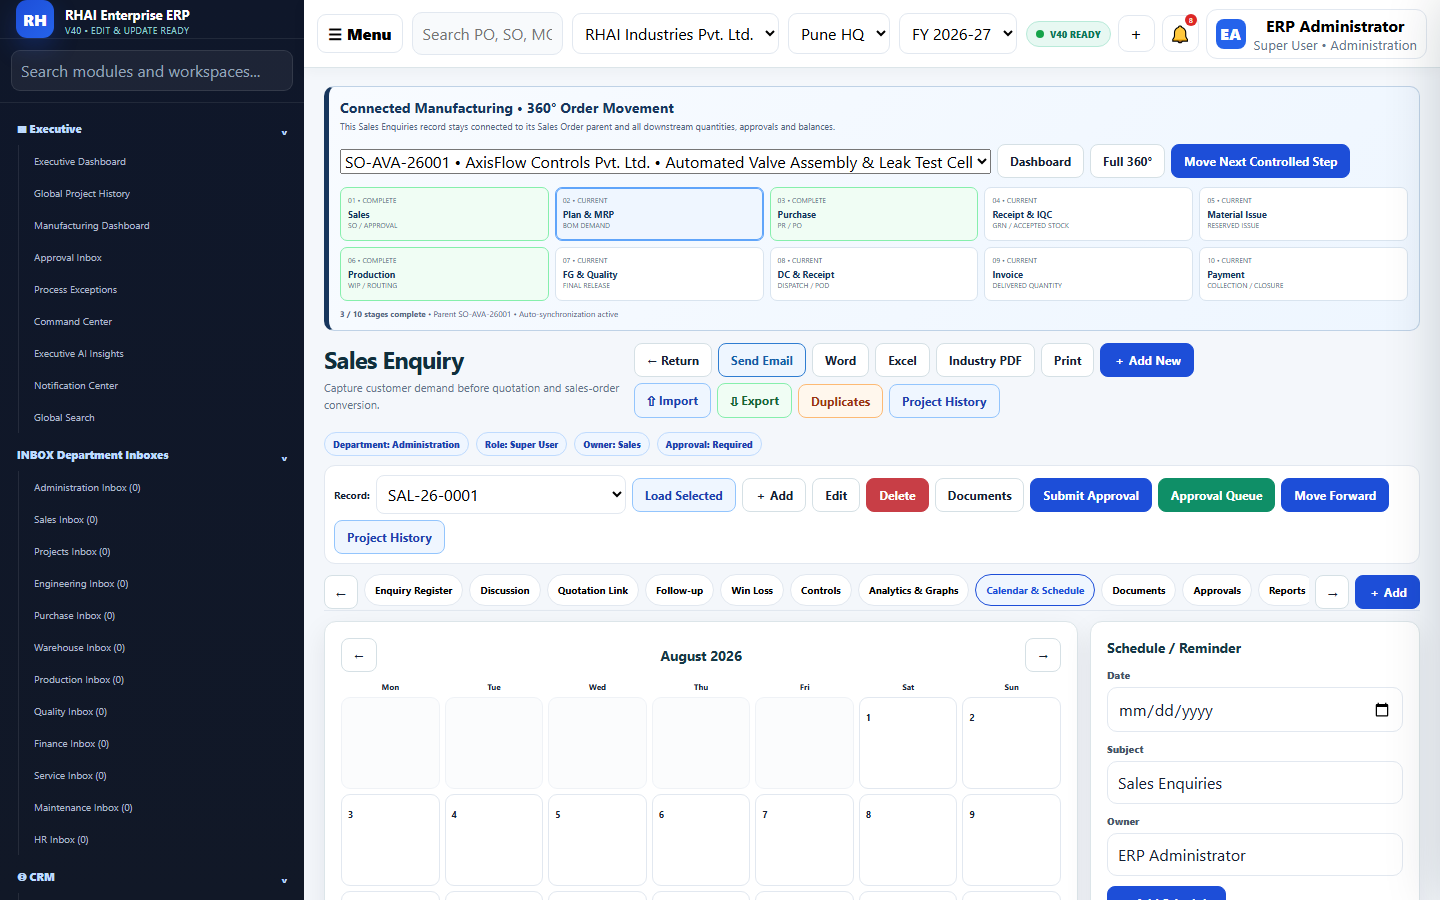 RH
RHAI Enterprise ERP
V40 • EDIT & UPDATE READY
Search modules and workspaces...
Executive
Executive Dashboard
Global Project History
Manufacturing Dashboard
Approval Inbox
Process Exceptions
Command Center
Executive AI Insights
Notification Center
Global Search
INBOX Department Inboxes
Administration Inbox (0)
Sales Inbox (0)
Projects Inbox (0)
Engineering Inbox (0)
Purchase Inbox (0)
Warehouse Inbox (0)
Production Inbox (0)
Quality Inbox (0)
Finance Inbox (0)
Service Inbox (0)
Maintenance Inbox (0)
HR Inbox (0)
CRM
☰ Menu
Search PO, SO, MO
RHAI Industries Pvt. Ltd.
Pune HQ
FY 2026-27
V40 READY
+
8
EA
ERP Administrator
Super User • Administration
Connected Manufacturing • 360° Order Movement
This Sales Enquiries record stays connected to its Sales Order parent and all downstream quantities, approvals and balances.
SO-AVA-26001 • AxisFlow Controls Pvt. Ltd. • Automated Valve Assembly & Leak Test Cell
Dashboard
Full 360°
Move Next Controlled Step
01 • COMPLETE
Sales
SO / APPROVAL
02 • CURRENT
Plan & MRP
BOM DEMAND
03 • COMPLETE
Purchase
PR / PO
04 • CURRENT
Receipt & IQC
GRN / ACCEPTED STOCK
05 • CURRENT
Material Issue
RESERVED ISSUE
06 • COMPLETE
Production
WIP / ROUTING
07 • CURRENT
FG & Quality
FINAL RELEASE
08 • CURRENT
DC & Receipt
DISPATCH / POD
09 • CURRENT
Invoice
DELIVERED QUANTITY
10 • CURRENT
Payment
COLLECTION / CLOSURE
3 / 10 stages complete • Parent SO-AVA-26001 • Auto-synchronization active
Sales Enquiry
Capture customer demand before quotation and sales-order
conversion.
← Return
Send Email
Word
Excel
Industry PDF
Print
+ Add New
⇧ Import
⇩ Export
Duplicates
Project History
Department: Administration
Role: Super User
Owner: Sales
Approval: Required
Record:
SAL-26-0001
Load Selected
+ Add
Edit
Delete
Documents
Submit Approval
Approval Queue
Move Forward
Project History
←
Enquiry Register
Discussion
Quotation Link
Follow-up
Win Loss
Controls
Analytics & Graphs
Calendar & Schedule
Documents
Approvals
Reports
→
+ Add
←
August 2026
→
Mon
Tue
Wed
Thu
Fri
Sat
Sun
1
2
3
4
5
6
7
8
9
Schedule / Reminder
Date
mm/dd/yyyy
Subject
Sales Enquiries
Owner
ERP Administrator